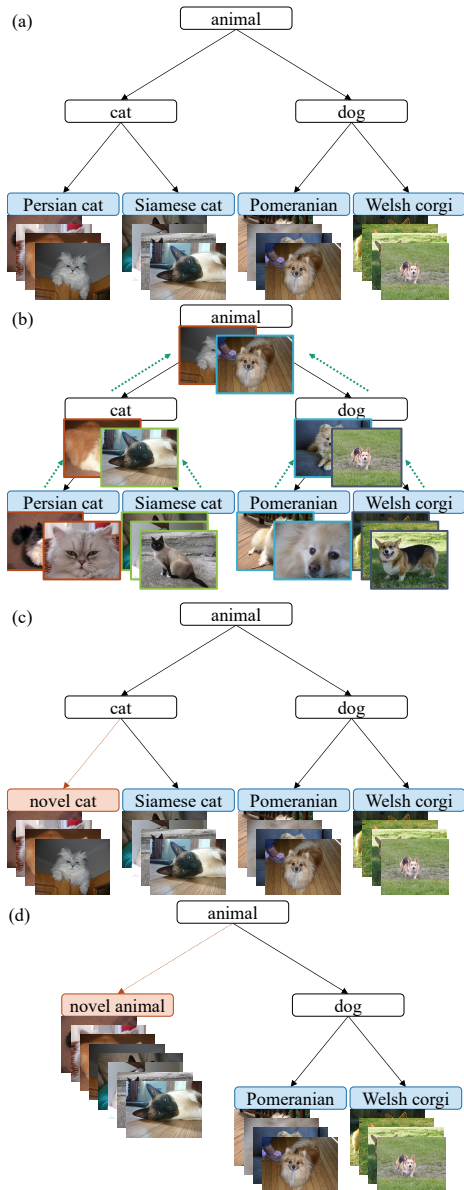 (a)
animal
cat dog
Persian cat Siamese cat Pomeranian Welsh corgi
(b)
animal
cat dog
Persian cat Siamese cat Pomeranian Welsh corgi
(c)
animal
cat dog
novel cat Siamese cat Pomeranian Welsh corgi
(d)
animal
novel animal dog
Pomeranian Welsh corgi